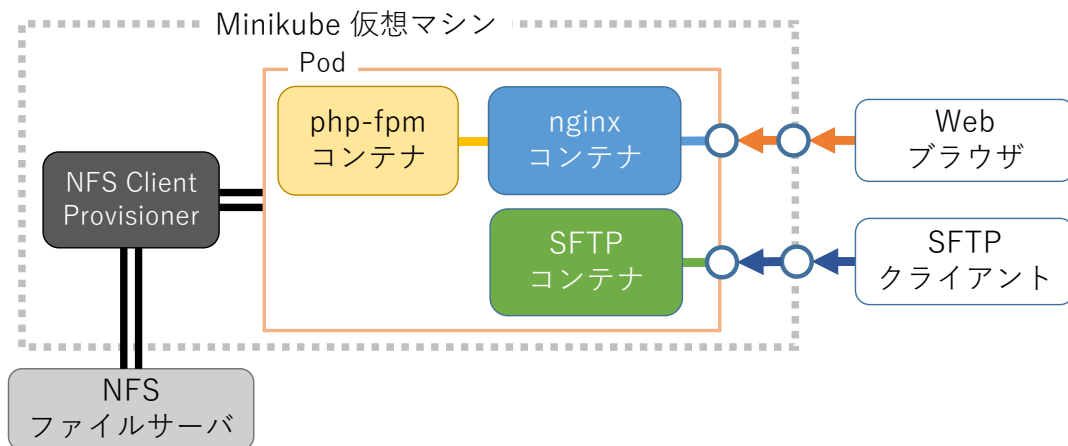 Minikube 仮想マシン
Pod
php-fpm
コンテナ
nginx
コンテナ
Web
ブラウザ
NFS Client
Provisioner
SFTP
コンテナ
SFTP
クライアント
NFS
ファイルサーバ